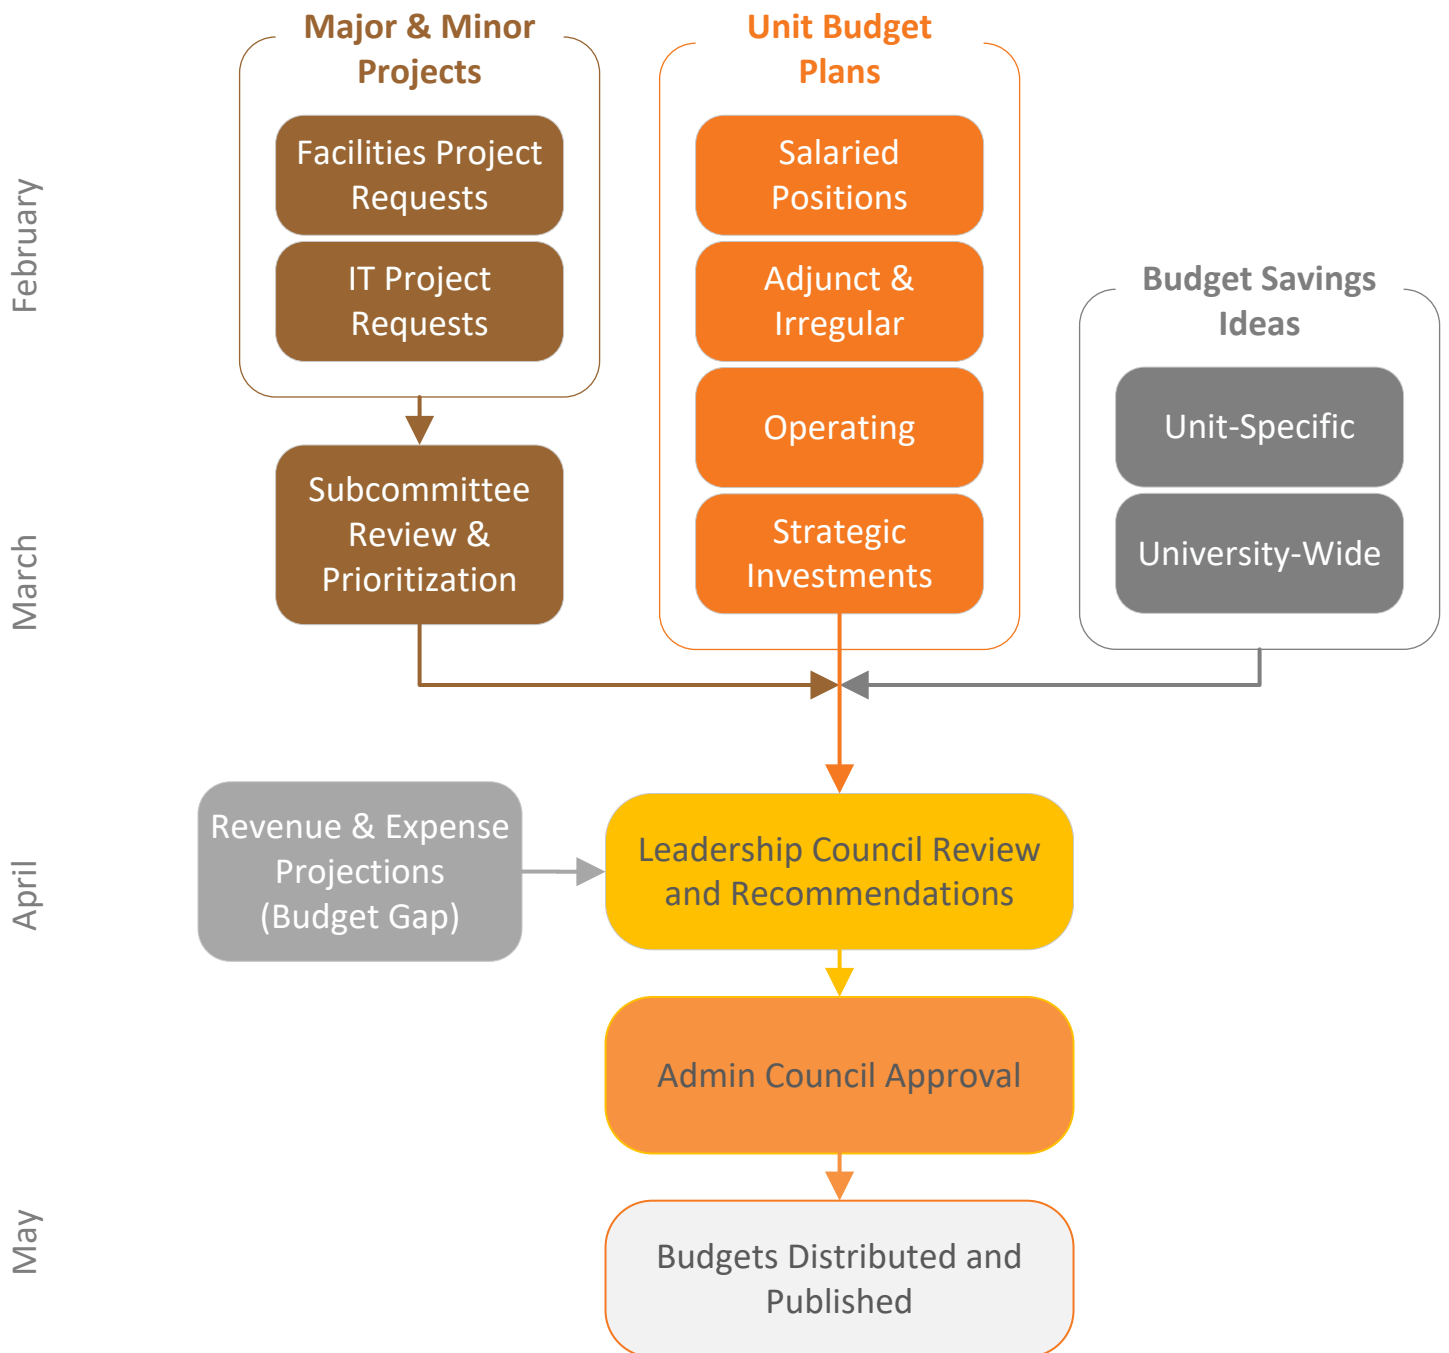 Major & Minor
Projects
Facilities Project
Requests
IT Project
Requests
Subcommittee
Review &
Prioritization
Unit Budget
Plans
Salaried
Positions
Adjunct &
Irregular
Operating
Strategic
Investments
Budget Savings
Ideas
Unit-Specific
University-Wide
February
March
April
May
Revenue & Expense
Projections
(Budget Gap)
Leadership Council Review
and Recommendations
Admin Council Approval
Budgets Distributed and
Published